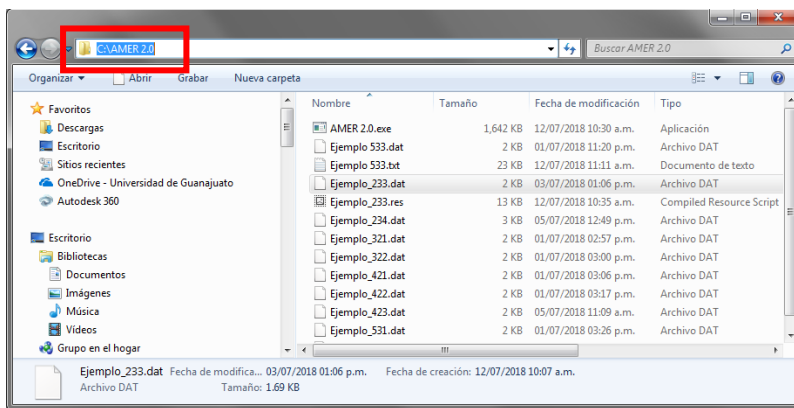 C:\AMER 2.0
Buscar AMER 2.0
Organizar Abrir Grabar Nueva carpeta
Favoritos
Descargas
Escritorio
Sitios recientes
OneDrive - Universidad de Guanajuato
Autodesk 360
Escritorio
Bibliotecas
Documentos
Imágenes
Música
Vídeos
Grupo en el hogar
Nombre Tamaño Fecha de modificación Tipo
AMER 2.0.exe 1,642 KB 12/07/2018 10:30 a.m. Aplicación
Ejemplo 533.dat 2 KB 01/07/2018 11:20 p.m. Archivo DAT
Ejemplo 533.txt 23 KB 12/07/2018 11:11 a.m. Documento de texto
Ejemplo_233.dat 2 KB 03/07/2018 01:06 p.m. Archivo DAT
Ejemplo_233.res 13 KB 12/07/2018 10:35 a.m. Compiled Resource Script
Ejemplo_234.dat 3 KB 05/07/2018 12:49 p.m. Archivo DAT
Ejemplo_321.dat 2 KB 01/07/2018 02:57 p.m. Archivo DAT
Ejemplo_322.dat 2 KB 01/07/2018 03:00 p.m. Archivo DAT
Ejemplo_421.dat 2 KB 01/07/2018 03:06 p.m. Archivo DAT
Ejemplo_422.dat 2 KB 01/07/2018 03:17 p.m. Archivo DAT
Ejemplo_423.dat 2 KB 05/07/2018 11:09 a.m. Archivo DAT
Ejemplo_531.dat 2 KB 01/07/2018 03:26 p.m. Archivo DAT
Ejemplo_233.dat Fecha de modifica... 03/07/2018 01:06 p.m. Fecha de creación: 12/07/2018 10:07 a.m.
Archivo DAT Tamaño: 1.69 KB